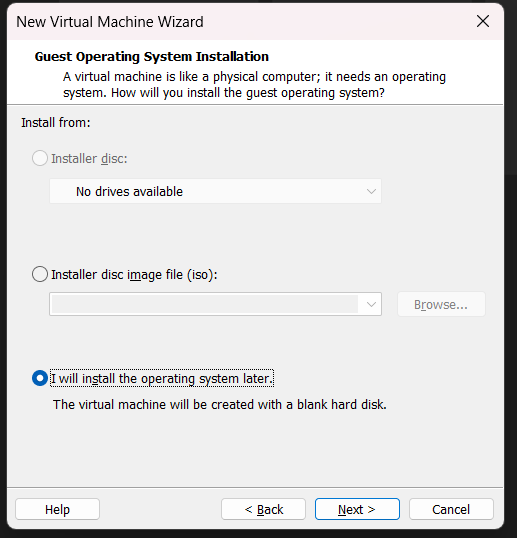 New Virtual Machine Wizard
Guest Operating System Installation
A virtual machine is like a physical computer; it needs an operating
system. How will you install the guest operating system?
Install from:
Installer disc:
No drives available
Installer disc image file (iso):
Browse...
I will install the operating system later.
The virtual machine will be created with a blank hard disk.
Help
< Back
Next >
Cancel